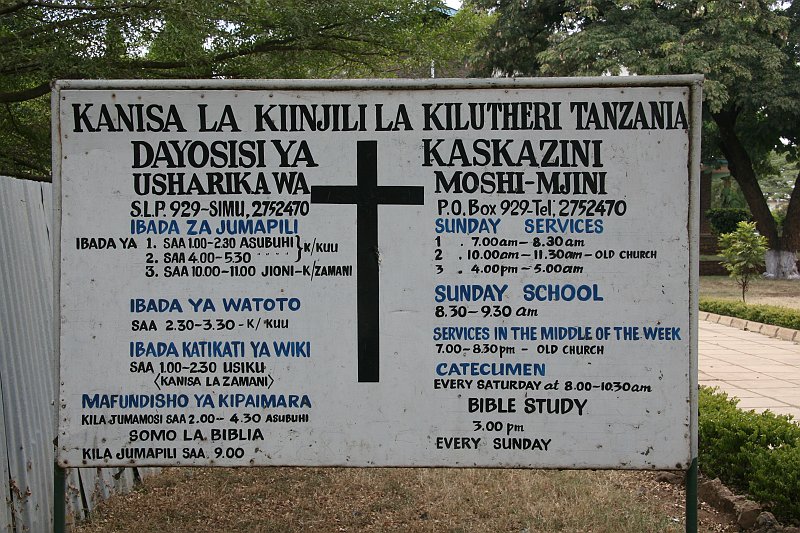 KANISA LA KIINJILI LA KILUTHERI TANZANIA
DAYOSISI YA KASKAZINI
USHARIKA WA MOSHI-MJINI
S.L.P. 929-SIMU, 2752470
IBADA ZA JUMAPILI
IBADA YA 1. SAA 1.00-2.30 ASUBUHI } K/KUU
2. SAA 4.00-5.30 " " " "
3. SAA 10.00-11.00 JIONI-K/ZAMANI
IBADA YA WATOTO
SAA 2.30-3.30 - K/KUU
IBADA KATIKATI YA WIKI
SAA 1.00-2.30 USIKU
<KANISA LA ZAMANI>
MAFUNDISHO YA KIPAIMARA
KILA JUMAMOSI SAA 2.00 - 4.30 ASUBUHI
SOMO LA BIBLIA
KILA JUMAPILI SAA. 9.00
P.O. Box 929-Tel, 2752470
SUNDAY SERVICES
1 7.00am - 8.30am
2 10.00am - 11.30am - OLD CHURCH
3 4.00pm - 5.00am
SUNDAY SCHOOL
8.30 - 9.30 am
SERVICES IN THE MIDDLE OF THE WEEK
7.00 - 8.30pm - OLD CHURCH
CATECUMEN
EVERY SATURDAY at 8.00-10.30am
BIBLE STUDY
3.00 pm
EVERY SUNDAY